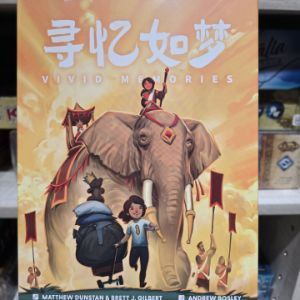 寻忆如梦
VIVID MEMORIES
MATTHEW DUNSTAN & BRETT J. GILBERT
ANDREW BOSLEY